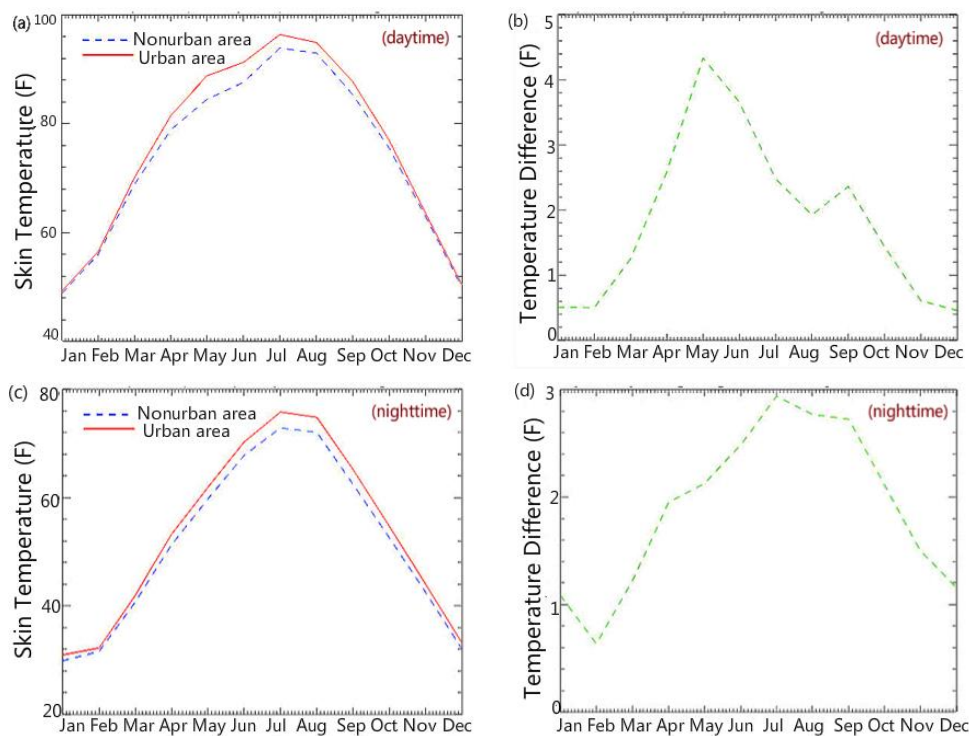 (a)
(daytime)
Nonurban area
Urban area
Skin Temperature (F)
100
80
60
40
Jan Feb Mar Apr May Jun Jul Aug Sep Oct Nov Dec
(b)
(daytime)
Temperature Difference (F)
5
4
3
2
1
0
Jan Feb Mar Apr May Jun Jul Aug Sep Oct Nov Dec
(c)
(nighttime)
Nonurban area
Urban area
Skin Temperature (F)
80
60
40
20
Jan Feb Mar Apr May Jun Jul Aug Sep Oct Nov Dec
(d)
(nighttime)
Temperature Difference (F)
3
2
1
0
Jan Feb Mar Apr May Jun Jul Aug Sep Oct Nov Dec